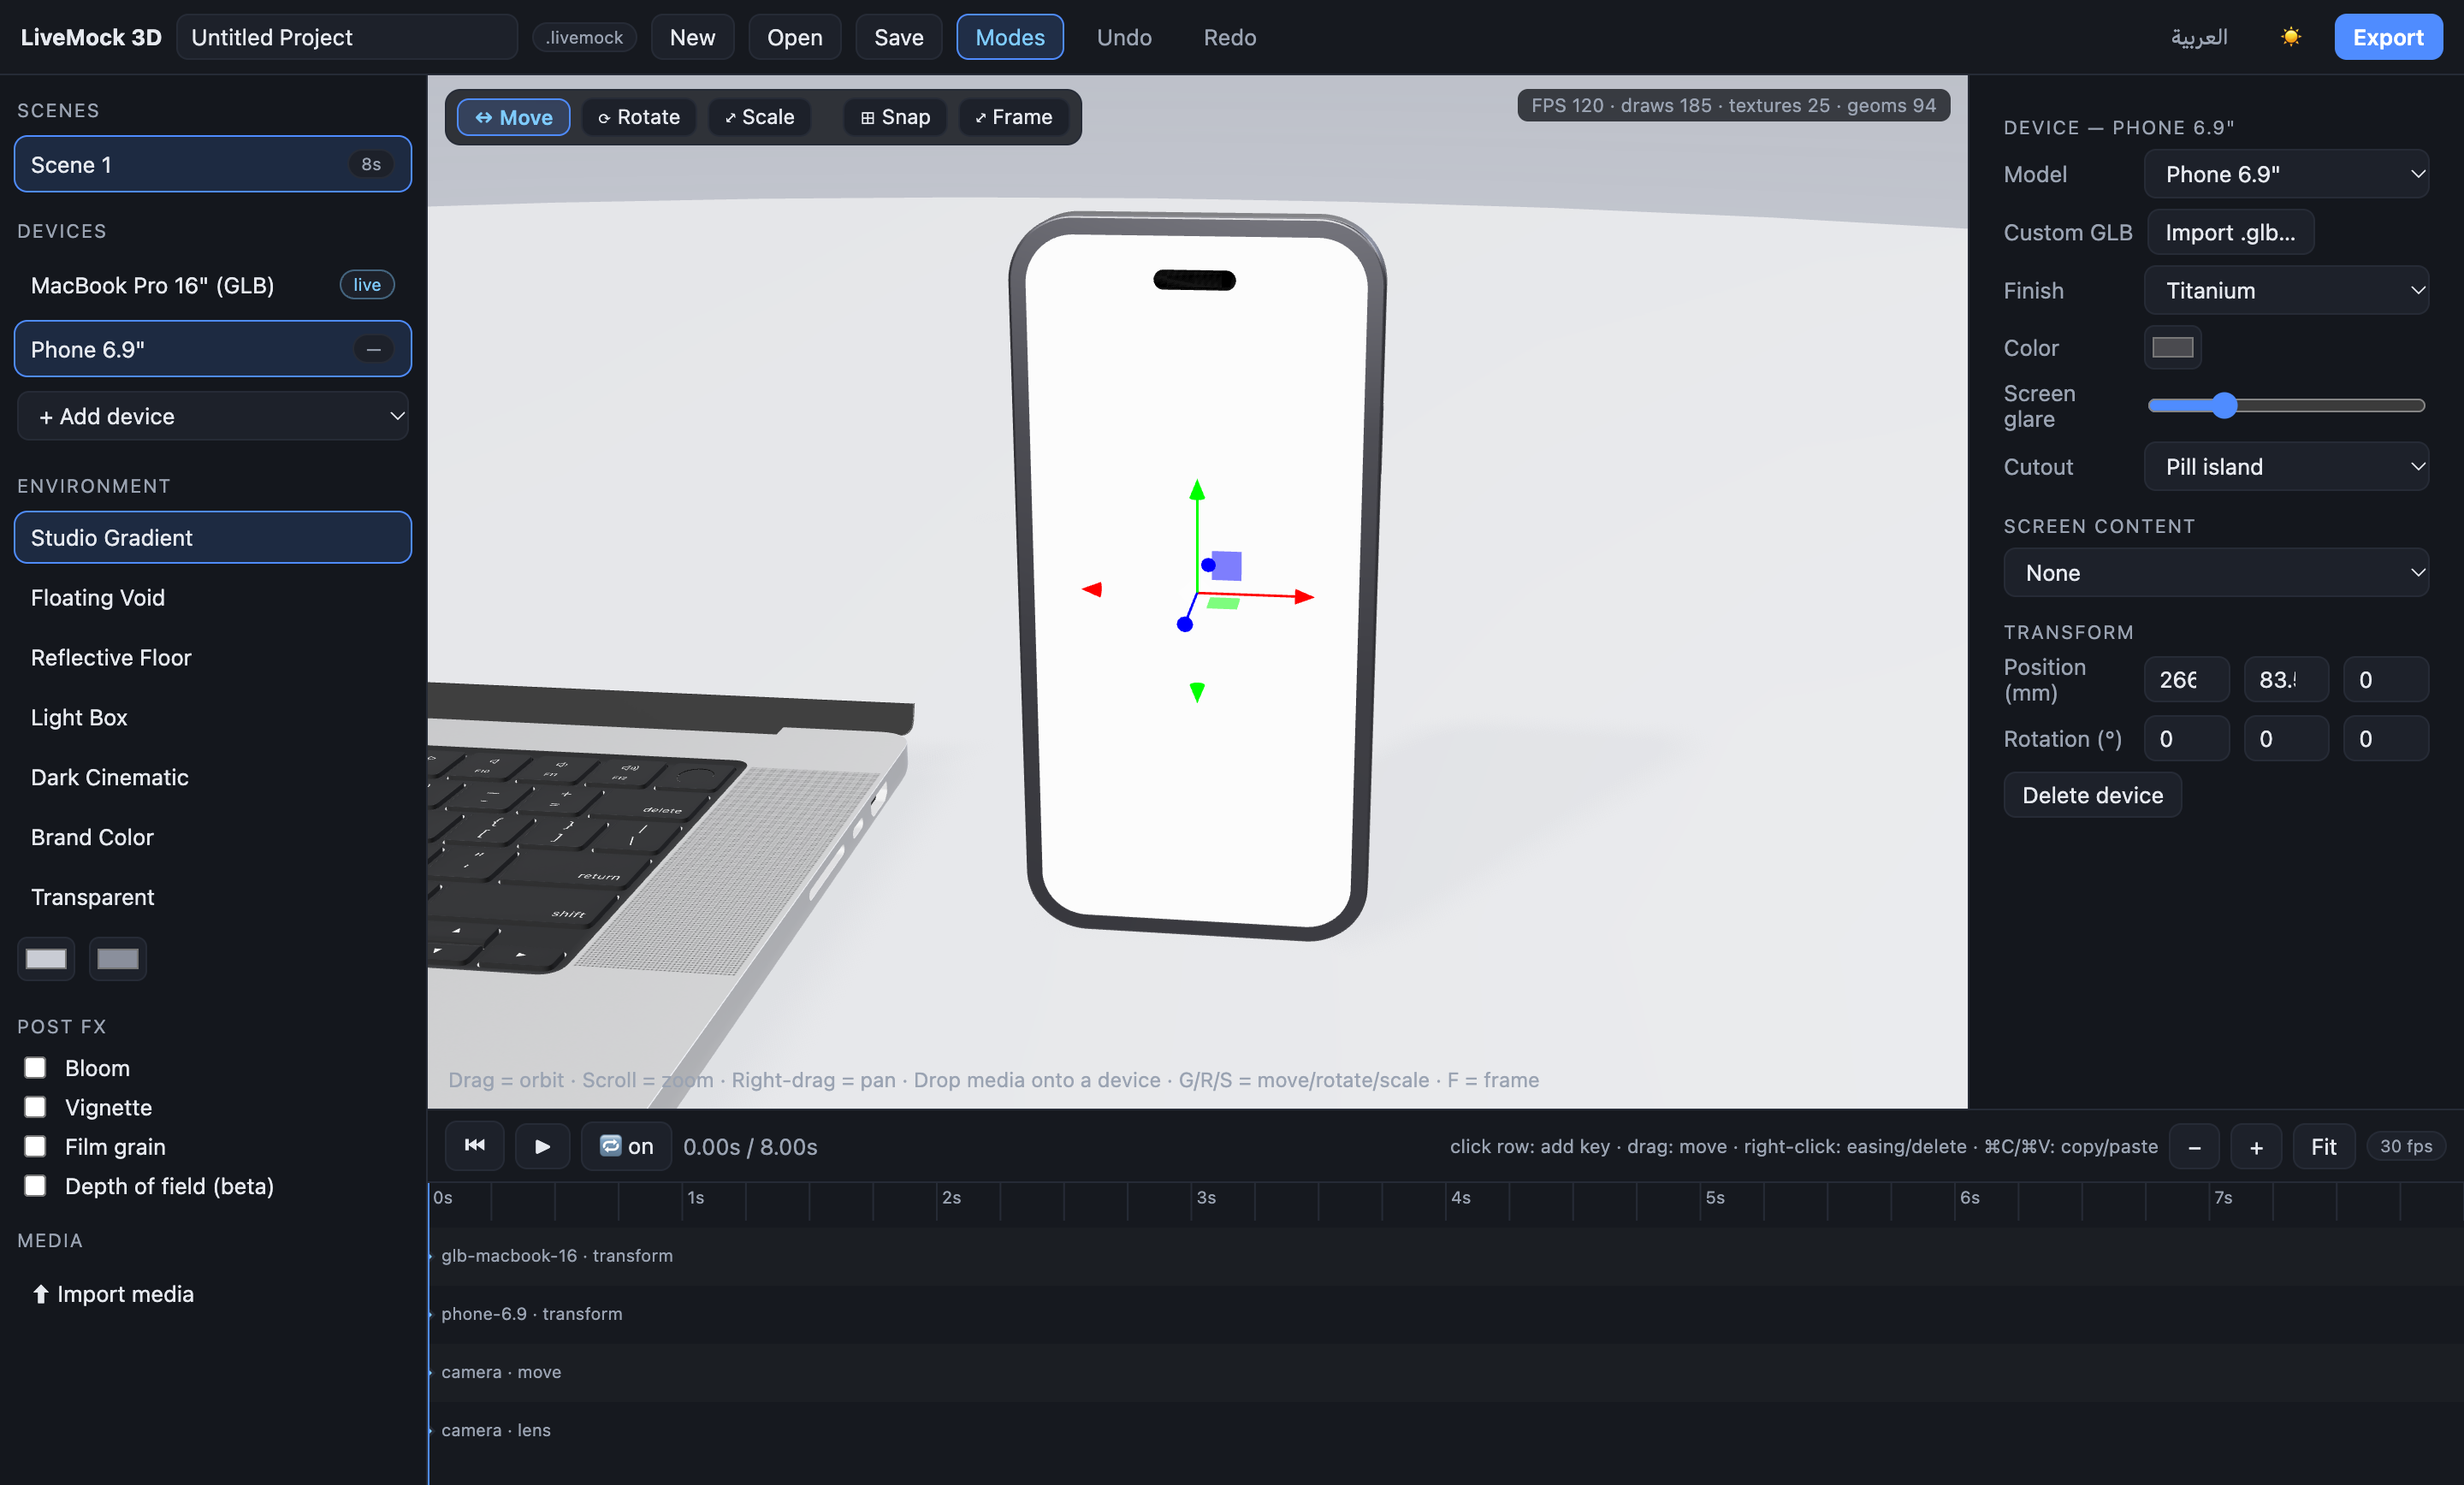 LiveMock 3D
Untitled Project
.livemock
New
Open
Save
Modes
Undo
Redo
العربية
Export
SCENES
Scene 1
8s
DEVICES
MacBook Pro 16" (GLB)
live
Phone 6.9"
—
+ Add device
ENVIRONMENT
Studio Gradient
Floating Void
Reflective Floor
Light Box
Dark Cinematic
Brand Color
Transparent
POST FX
Bloom
Vignette
Film grain
Depth of field (beta)
MEDIA
⬆ Import media
↔ Move
⟳ Rotate
⤢ Scale
⊞ Snap
⤢ Frame
FPS 120 · draws 185 · textures 25 · geoms 94
delete
return
shift
Drag = orbit · Scroll = zoom · Right-drag = pan · Drop media onto a device · G/R/S = move/rotate/scale · F = frame
DEVICE — PHONE 6.9"
Model
Phone 6.9"
Custom GLB
Import .glb...
Finish
Titanium
Color
Screen
glare
Cutout
Pill island
SCREEN CONTENT
None
TRANSFORM
Position
(mm)
266
83.
0
Rotation (°)
0
0
0
Delete device
⏮
▶
🔁 on
0.00s / 8.00s
click row: add key · drag: move · right-click: easing/delete · ⌘C/⌘V: copy/paste
−
+
Fit
30 fps
0s
1s
2s
3s
4s
5s
6s
7s
glb-macbook-16 · transform
phone-6.9 · transform
camera · move
camera · lens